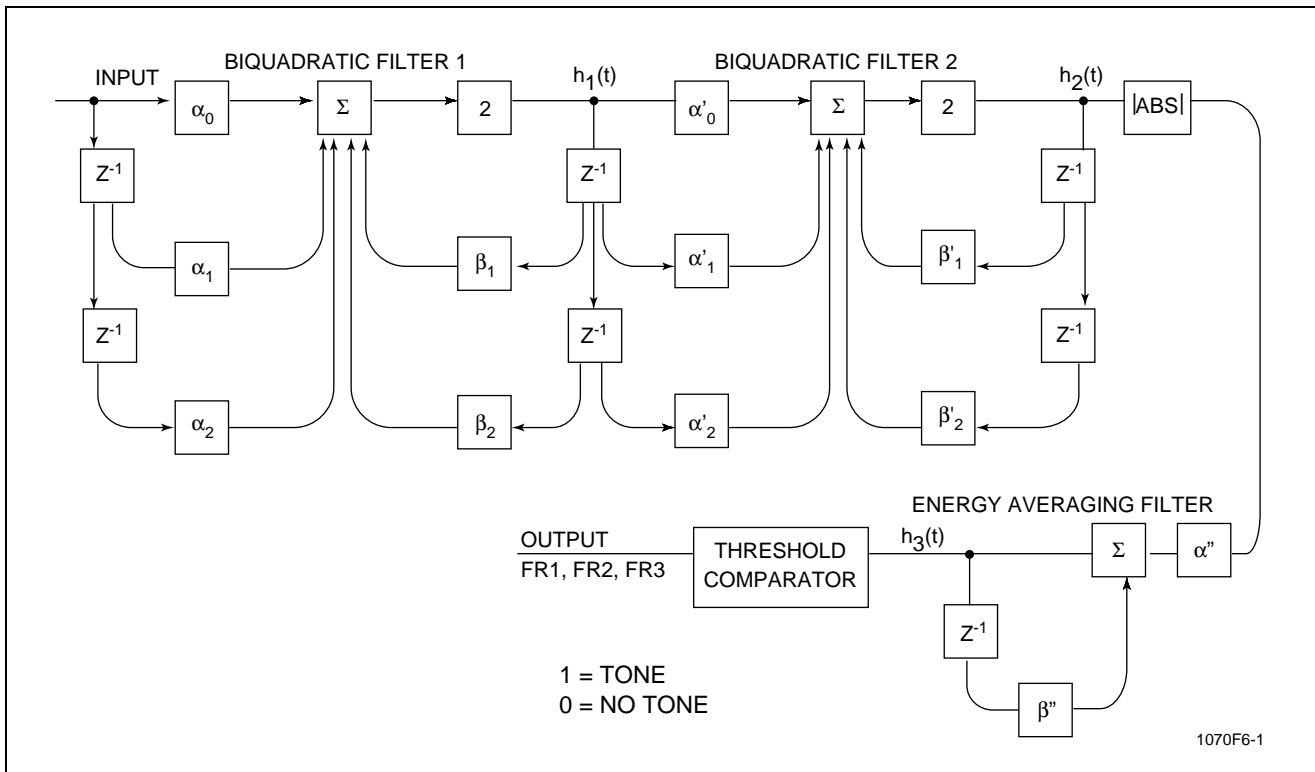 BIQUADRATIC FILTER 1
BIQUADRATIC FILTER 2
INPUT
h1(t)
h2(t)
α0
Σ
2
α'0
Σ
2
|ABS|
Z-1
Z-1
Z-1
α1
β1
α'1
β'1
Z-1
Z-1
Z-1
α2
β2
α'2
β'2
ENERGY AVERAGING FILTER
OUTPUT
FR1, FR2, FR3
THRESHOLD
COMPARATOR
h3(t)
Σ
α"
Z-1
β"
1 = TONE
0 = NO TONE
1070F6-1